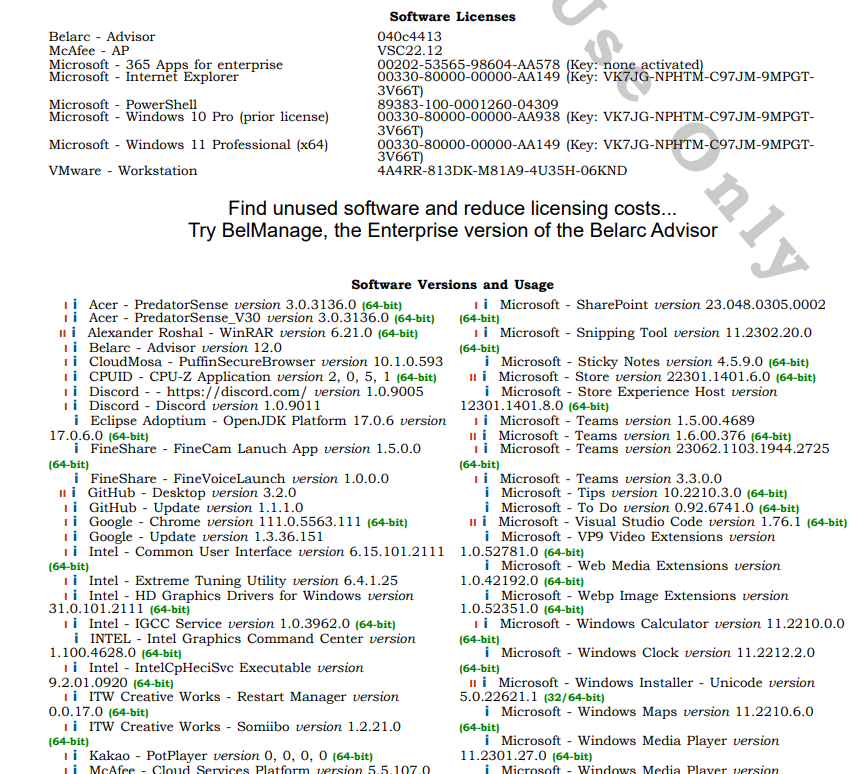 Software Licenses
Belarc - Advisor 040c4413
McAfee - AP VSC22.12
Microsoft - 365 Apps for enterprise 00202-53565-98604-AA578 (Key: none activated)
Microsoft - Internet Explorer 00330-80000-00000-AA149 (Key: VK7JG-NPHTM-C97JM-9MPGT-
3V66T)
Microsoft - PowerShell 89383-100-0001260-04309
Microsoft - Windows 10 Pro (prior license) 00330-80000-00000-AA938 (Key: VK7JG-NPHTM-C97JM-9MPGT-
3V66T)
Microsoft - Windows 11 Professional (x64) 00330-80000-00000-AA149 (Key: VK7JG-NPHTM-C97JM-9MPGT-
3V66T)
VMware - Workstation 4A4RR-813DK-M81A9-4U35H-06KND
Use Only
Find unused software and reduce licensing costs...
Try BelManage, the Enterprise version of the Belarc Advisor
Software Versions and Usage
ı i Acer - PredatorSense version 3.0.3136.0 (64-bit)
ı i Acer - PredatorSense_V30 version 3.0.3136.0 (64-bit)
ıı i Alexander Roshal - WinRAR version 6.21.0 (64-bit)
ı i Belarc - Advisor version 12.0
ı i CloudMosa - PuffinSecureBrowser version 10.1.0.593
ı i CPUID - CPU-Z Application version 2, 0, 5, 1 (64-bit)
ı i Discord - - https://discord.com/ version 1.0.9005
ı i Discord - Discord version 1.0.9011
i Eclipse Adoptium - OpenJDK Platform 17.0.6 version
17.0.6.0 (64-bit)
i FineShare - FineCam Lanuch App version 1.5.0.0
(64-bit)
i FineShare - FineVoiceLaunch version 1.0.0.0
ıı i GitHub - Desktop version 3.2.0
ı i GitHub - Update version 1.1.1.0
ı i Google - Chrome version 111.0.5563.111 (64-bit)
ı i Google - Update version 1.3.36.151
ı i Intel - Common User Interface version 6.15.101.2111
(64-bit)
ı i Intel - Extreme Tuning Utility version 6.4.1.25
ı i Intel - HD Graphics Drivers for Windows version
31.0.101.2111 (64-bit)
ı i Intel - IGCC Service version 1.0.3962.0 (64-bit)
i INTEL - Intel Graphics Command Center version
1.100.4628.0 (64-bit)
ı i Intel - IntelCpHeciSvc Executable version
9.2.01.0920 (64-bit)
ı i ITW Creative Works - Restart Manager version
0.0.17.0 (64-bit)
ı i ITW Creative Works - Somiibo version 1.2.21.0
(64-bit)
ı i Kakao - PotPlayer version 0, 0, 0, 0 (64-bit)
ı i McAfee - Cloud Services Platform version 5.5.107.0
ı i Microsoft - SharePoint version 23.048.0305.0002
(64-bit)
ı i Microsoft - Snipping Tool version 11.2302.20.0
(64-bit)
i Microsoft - Sticky Notes version 4.5.9.0 (64-bit)
ıı i Microsoft - Store version 22301.1401.6.0 (64-bit)
i Microsoft - Store Experience Host version
12301.1401.8.0 (64-bit)
ı i Microsoft - Teams version 1.5.00.4689
ıı i Microsoft - Teams version 1.6.00.376 (64-bit)
ı i Microsoft - Teams version 23062.1103.1944.2725
(64-bit)
ı i Microsoft - Teams version 3.3.0.0
i Microsoft - Tips version 10.2210.3.0 (64-bit)
i Microsoft - To Do version 0.92.6741.0 (64-bit)
ıı i Microsoft - Visual Studio Code version 1.76.1 (64-bit)
i Microsoft - VP9 Video Extensions version
1.0.52781.0 (64-bit)
i Microsoft - Web Media Extensions version
1.0.42192.0 (64-bit)
i Microsoft - Webp Image Extensions version
1.0.52351.0 (64-bit)
ı i Microsoft - Windows Calculator version 11.2210.0.0
(64-bit)
i Microsoft - Windows Clock version 11.2212.2.0
(64-bit)
ıı i Microsoft - Windows Installer - Unicode version
5.0.22621.1 (32/64-bit)
i Microsoft - Windows Maps version 11.2210.6.0
(64-bit)
i Microsoft - Windows Media Player version
11.2301.27.0 (64-bit)
i Microsoft - Windows Media Player version